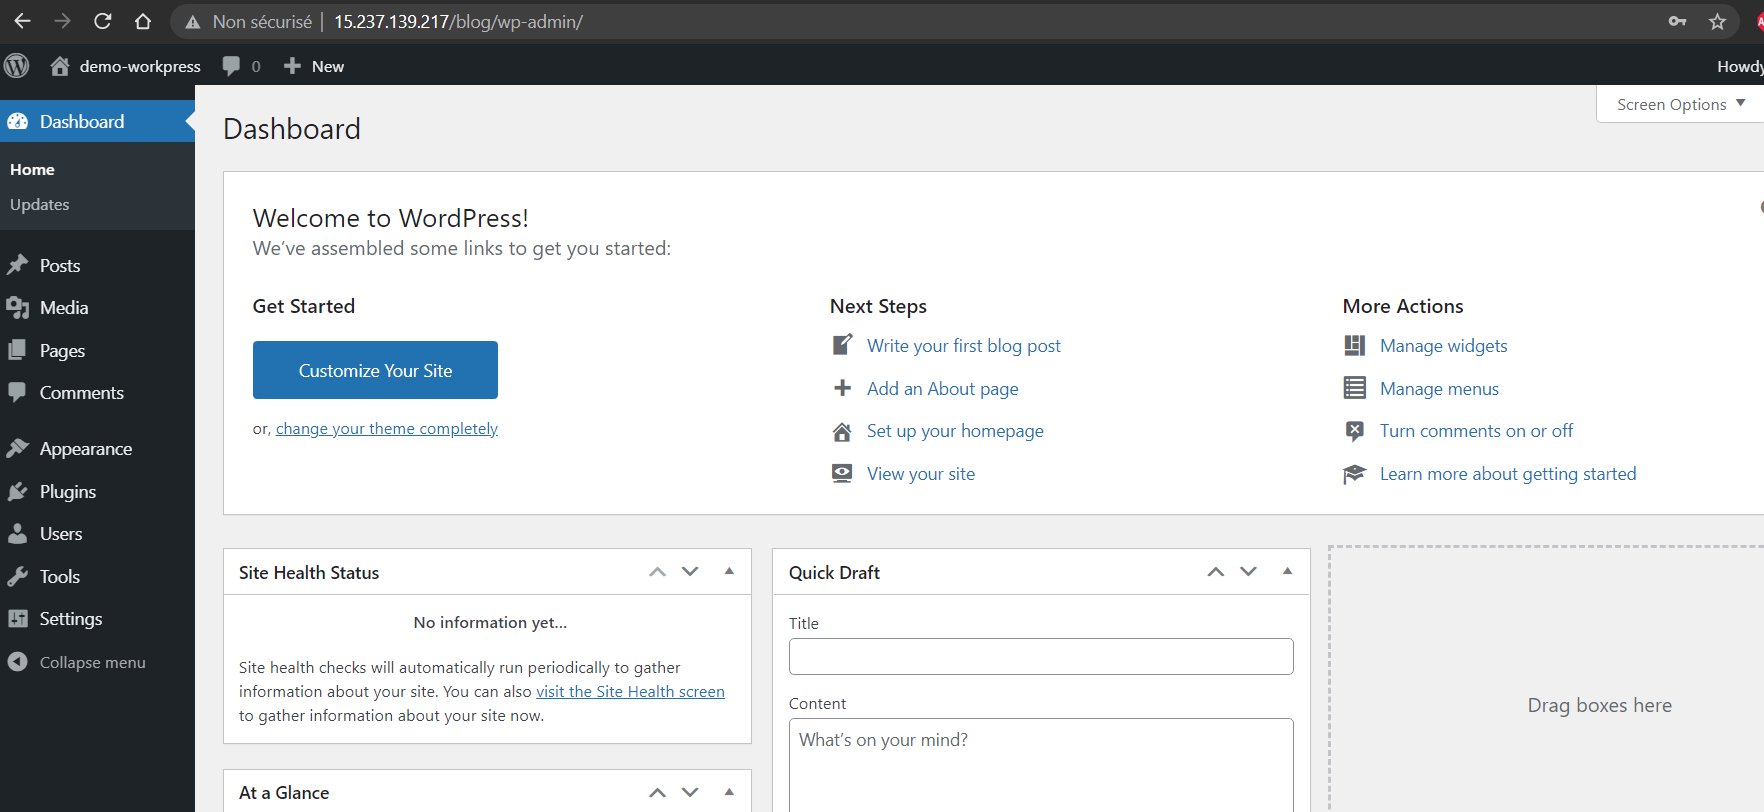 Non sécurisé | 15.237.139.217/blog/wp-admin/
demo-workpress 0 New Howdy
Screen Options
Dashboard
Home
Updates
Posts
Media
Pages
Comments
Appearance
Plugins
Users
Tools
Settings
Collapse menu
Dashboard
Welcome to WordPress!
We’ve assembled some links to get you started:
Get Started
Customize Your Site
or, change your theme completely
Next Steps
Write your first blog post
Add an About page
Set up your homepage
View your site
More Actions
Manage widgets
Manage menus
Turn comments on or off
Learn more about getting started
Site Health Status
No information yet...
Site health checks will automatically run periodically to gather
information about your site. You can also visit the Site Health screen
to gather information about your site now.
At a Glance
Quick Draft
Title
Content
What’s on your mind?
Drag boxes here